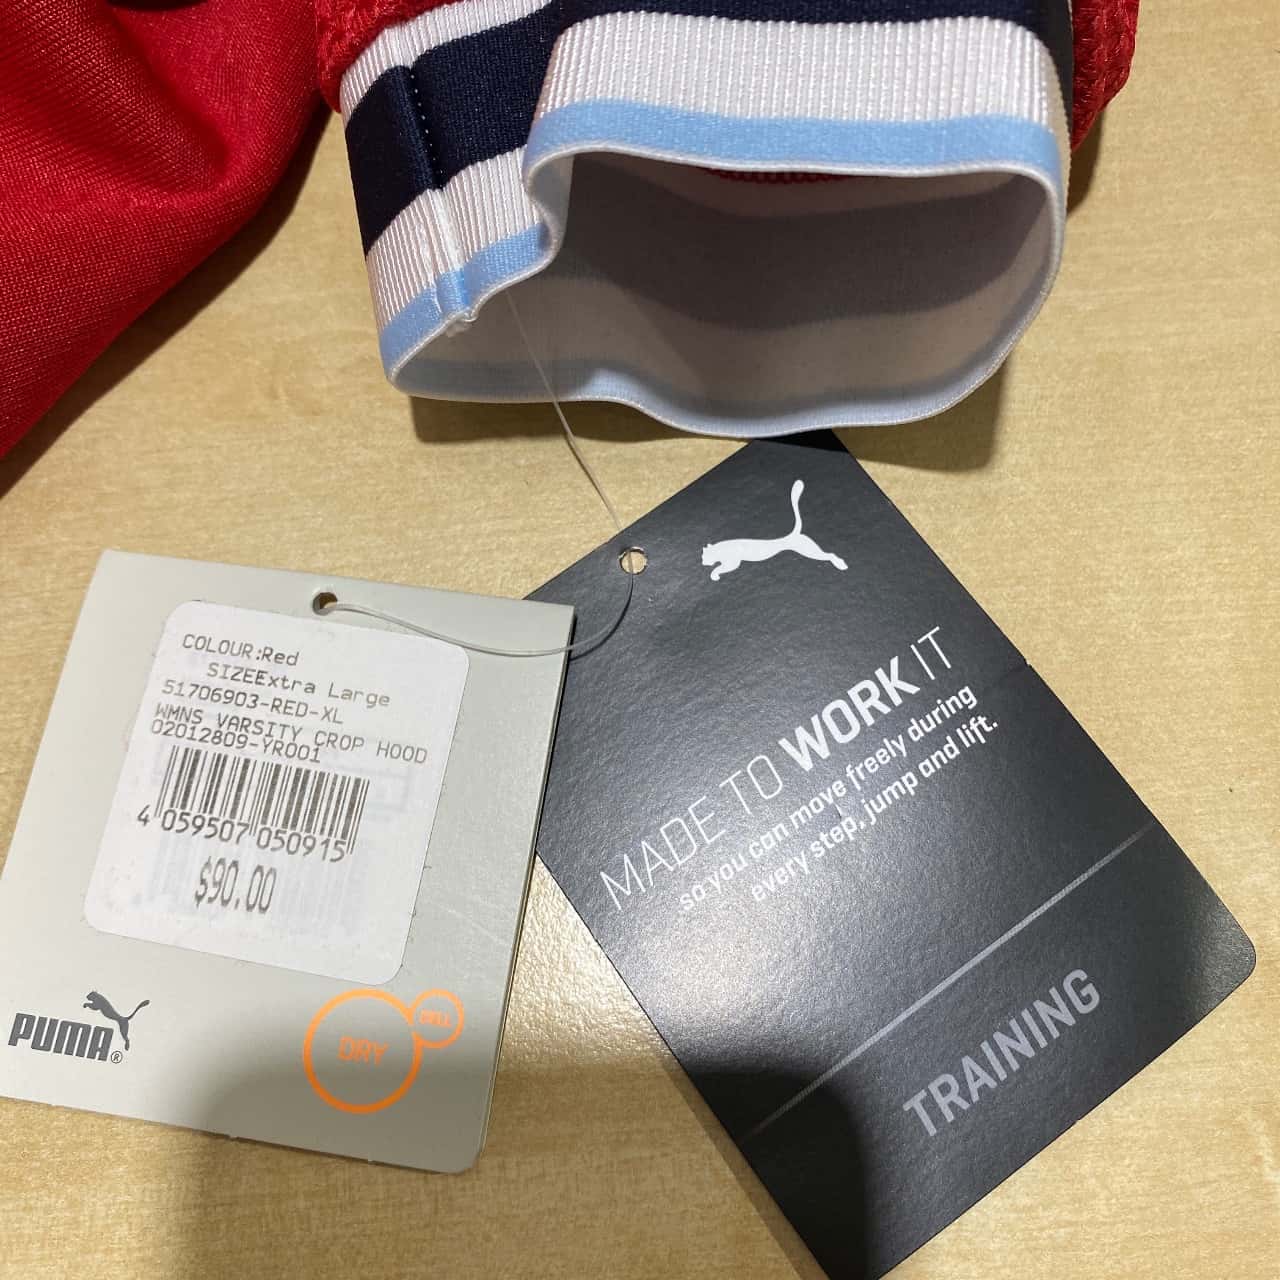 COLOUR:Red
SIZEExtra Large
51706903-RED-XL
WMNS VARSITY CROP HOOD
02012809-YR001
4 059507 050915
$90.00
PUMA®
DRY
CELL
MADE TO WORK IT
so you can move freely during
every step, jump and lift.
TRAINING